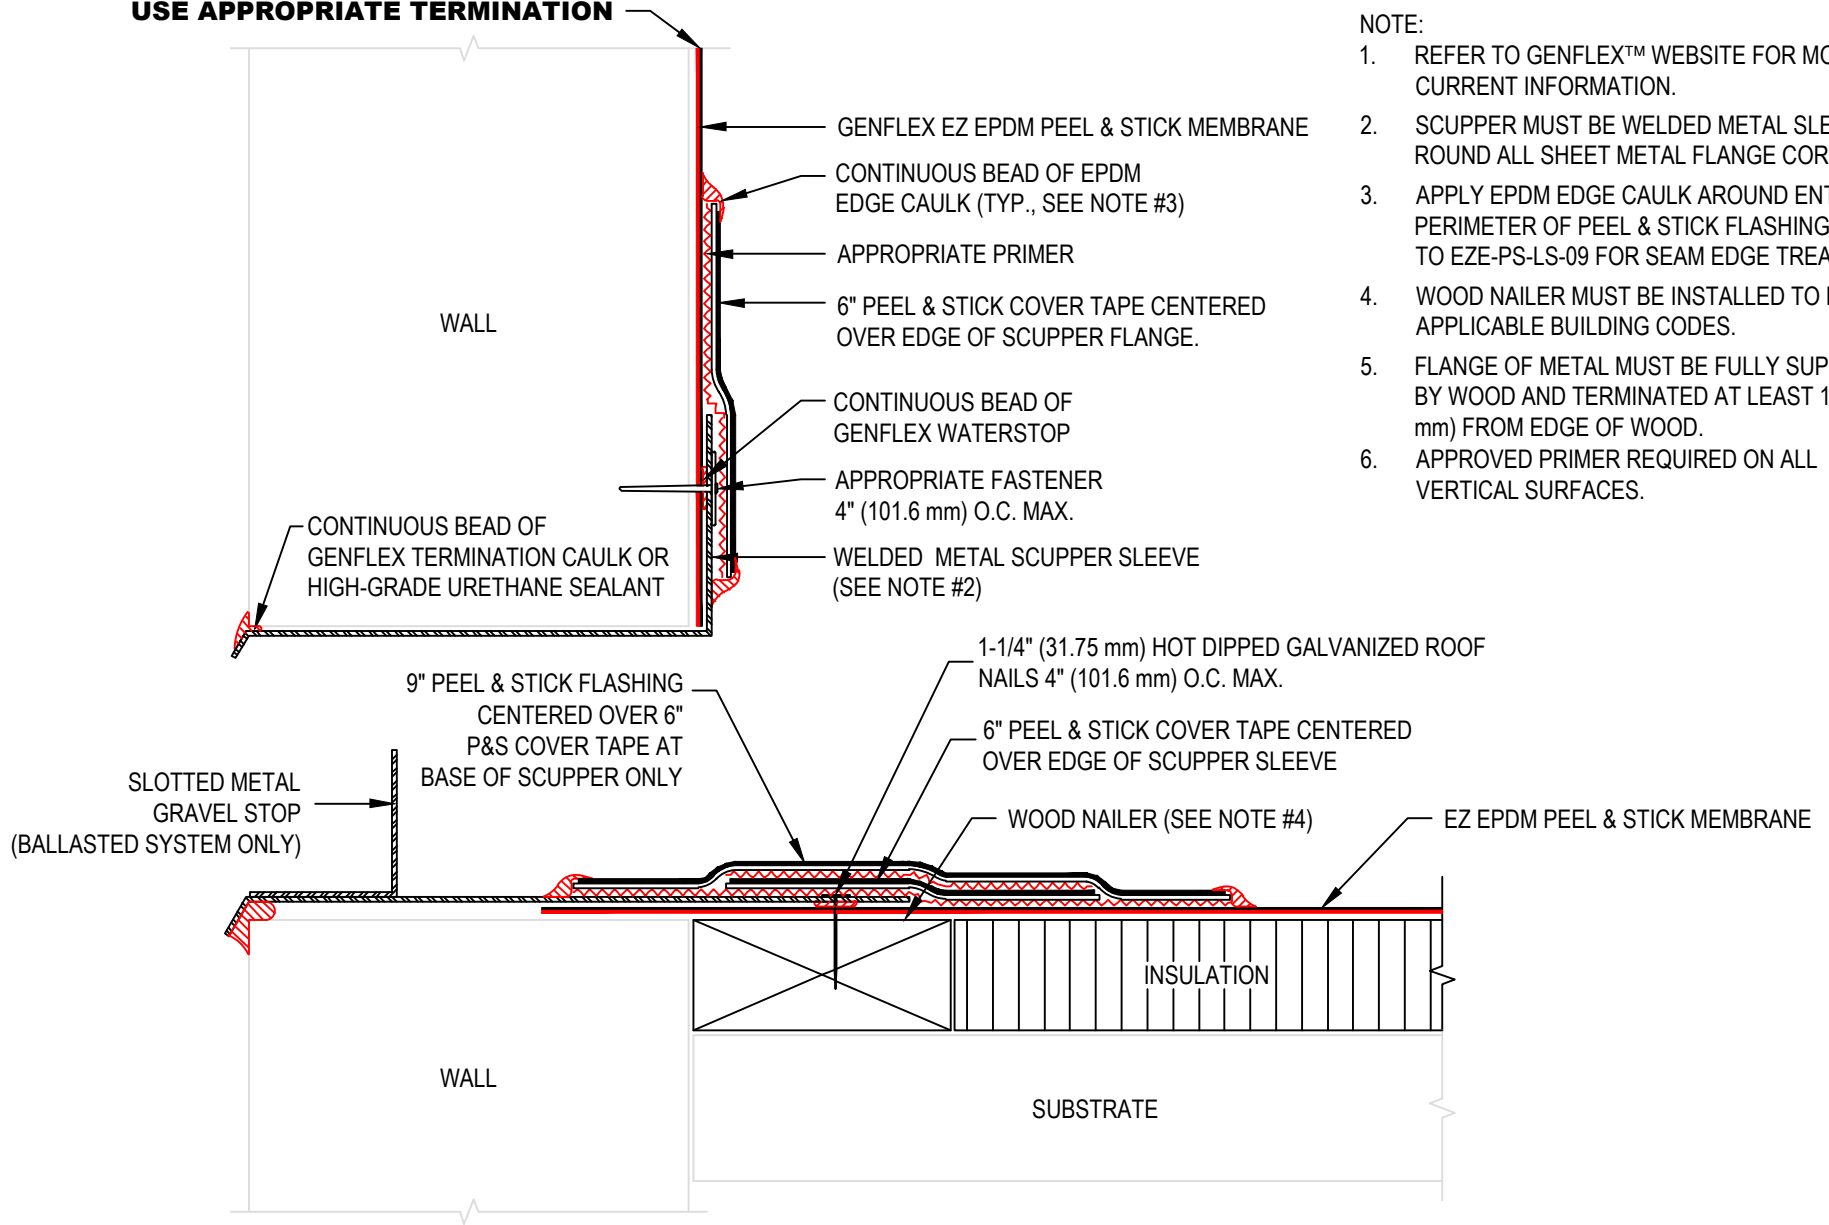 USE APPROPRIATE TERMINATION
GENFLEX EZ EPDM PEEL & STICK MEMBRANE
CONTINUOUS BEAD OF EPDM
EDGE CAULK (TYP., SEE NOTE #3)
APPROPRIATE PRIMER
6" PEEL & STICK COVER TAPE CENTERED
OVER EDGE OF SCUPPER FLANGE.
WALL
CONTINUOUS BEAD OF
GENFLEX WATERSTOP
APPROPRIATE FASTENER
4" (101.6 mm) O.C. MAX.
CONTINUOUS BEAD OF
GENFLEX TERMINATION CAULK OR
HIGH-GRADE URETHANE SEALANT
WELDED METAL SCUPPER SLEEVE
(SEE NOTE #2)
NOTE:
1. REFER TO GENFLEX™ WEBSITE FOR
CURRENT INFORMATION.
2. SCUPPER MUST BE WELDED METAL
ROUND ALL SHEET METAL FLANGE
3. APPLY EPDM EDGE CAULK AROUND
PERIMETER OF PEEL & STICK FLASHING
TO EZE-PS-LS-09 FOR SEAM EDGE
4. WOOD NAILER MUST BE INSTALLED TO
APPLICABLE BUILDING CODES.
5. FLANGE OF METAL MUST BE FULLY
BY WOOD AND TERMINATED AT LEAST 1
mm) FROM EDGE OF WOOD.
6. APPROVED PRIMER REQUIRED ON ALL
VERTICAL SURFACES.
1-1/4" (31.75 mm) HOT DIPPED GALVANIZED ROOF
NAILS 4" (101.6 mm) O.C. MAX.
9" PEEL & STICK FLASHING
CENTERED OVER 6"
P&S COVER TAPE AT
BASE OF SCUPPER ONLY
6" PEEL & STICK COVER TAPE CENTERED
OVER EDGE OF SCUPPER SLEEVE
SLOTTED METAL
GRAVEL STOP
(BALLASTED SYSTEM ONLY)
WOOD NAILER (SEE NOTE #4)
EZ EPDM PEEL & STICK MEMBRANE
INSULATION
WALL
SUBSTRATE